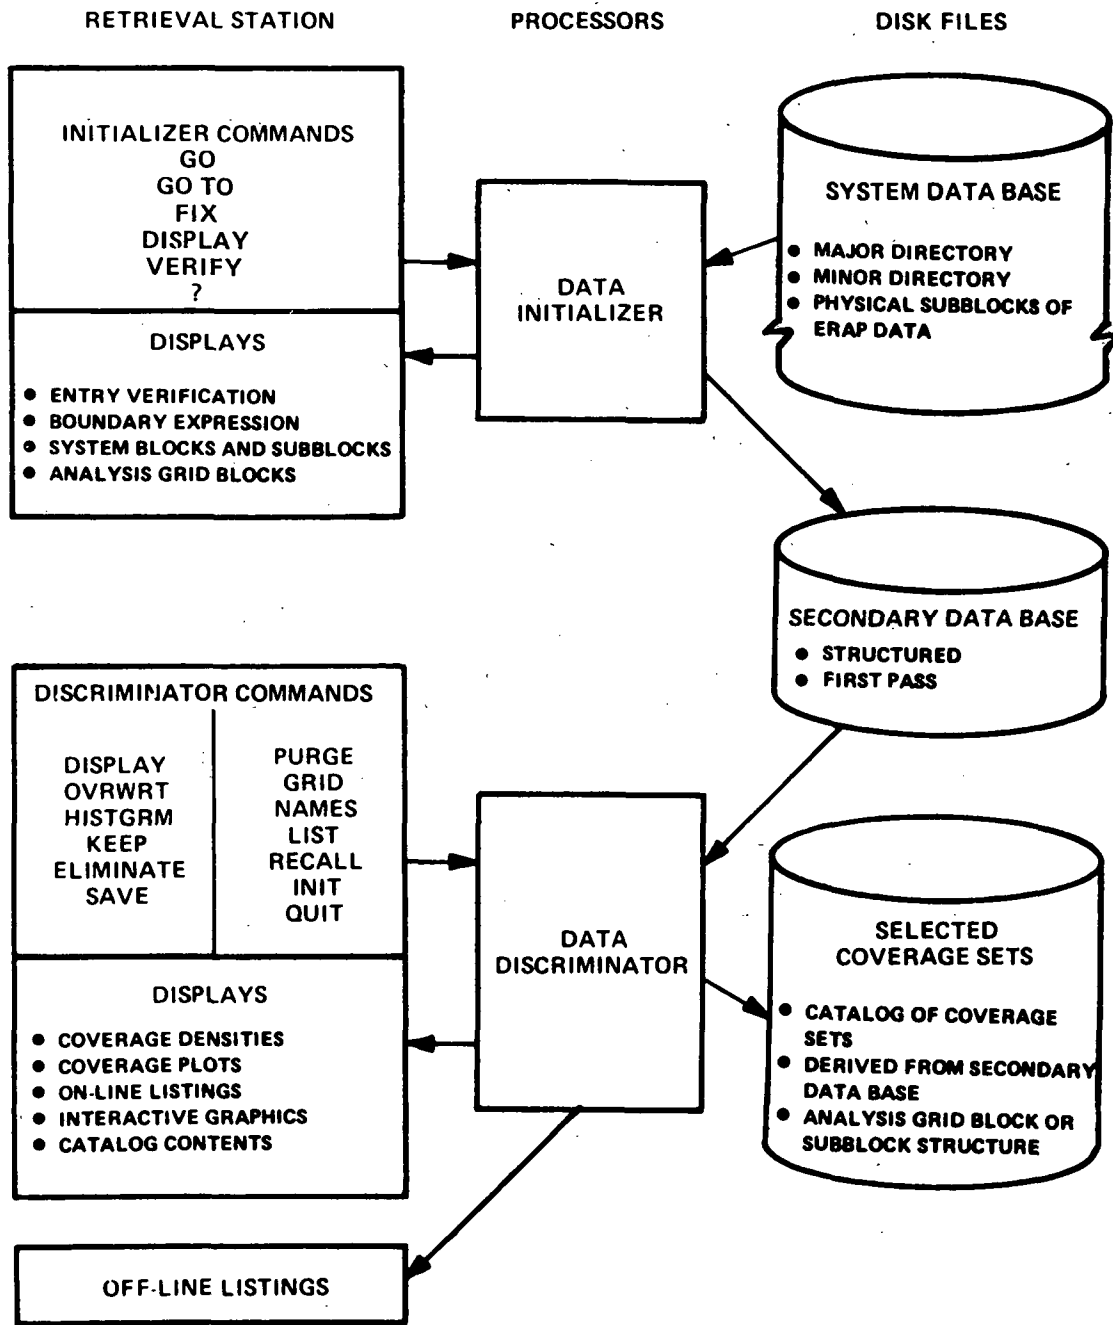 RETRIEVAL STATION
PROCESSORS
DISK FILES
INITIALIZER COMMANDS
GO
GO TO
FIX
DISPLAY
VERIFY
?
DISPLAYS
● ENTRY VERIFICATION
● BOUNDARY EXPRESSION
● SYSTEM BLOCKS AND SUBBLOCKS
● ANALYSIS GRID BLOCKS
DATA
INITIALIZER
SYSTEM DATA BASE
● MAJOR DIRECTORY
● MINOR DIRECTORY
● PHYSICAL SUBBLOCKS OF
ERAP DATA
SECONDARY DATA BASE
● STRUCTURED
● FIRST PASS
DISCRIMINATOR COMMANDS
DISPLAY
OVRWRT
HISTGRM
KEEP
ELIMINATE
SAVE
PURGE
GRID
NAMES
LIST
RECALL
INIT
QUIT
DISPLAYS
● COVERAGE DENSITIES
● COVERAGE PLOTS
● ON-LINE LISTINGS
● INTERACTIVE GRAPHICS
● CATALOG CONTENTS
DATA
DISCRIMINATOR
SELECTED
COVERAGE SETS
● CATALOG OF COVERAGE
SETS
● DERIVED FROM SECONDARY
DATA BASE
● ANALYSIS GRID BLOCK OR
SUBBLOCK STRUCTURE
OFF-LINE LISTINGS